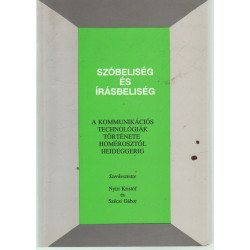 SZÓBELISÉG
ÉS
ÍRÁSBELISÉG
A KOMMUNIKÁCIÓS
TECHNOLÓGIÁK
TÖRTÉNETE
HOMÉROSZTÓL
HEIDEGGERIG
Szerkesztette
Nyíri Kristóf
és
Szécsi Gábor